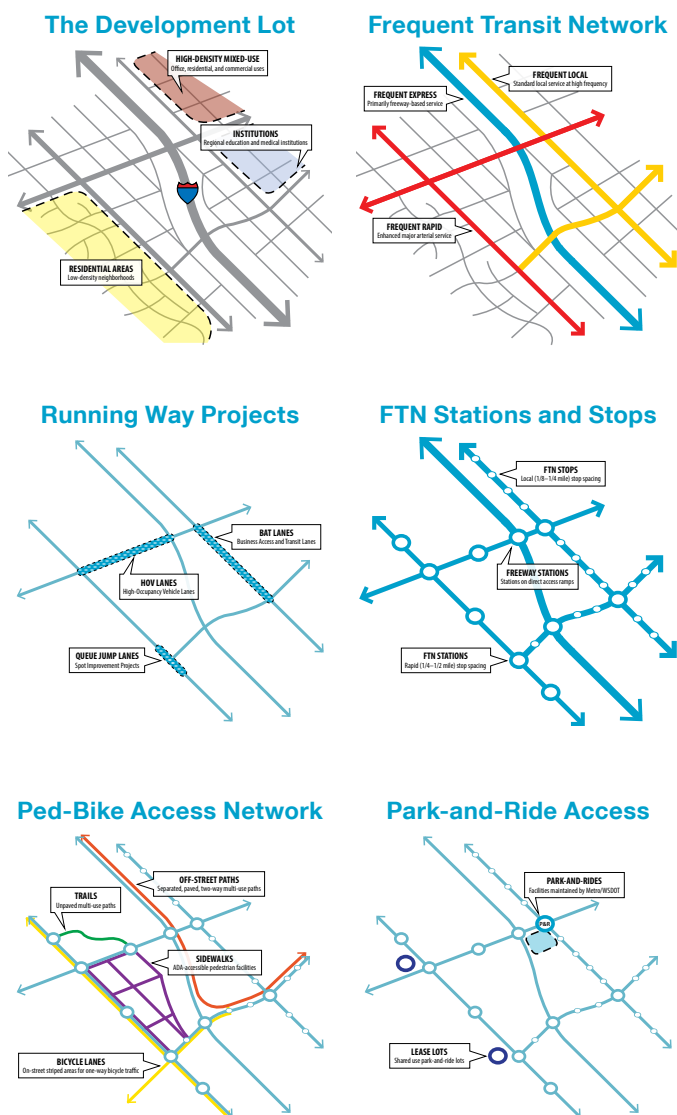 The Development Lot
HIGH-DENSITY MIXED-USE
Office, residential, and commercial uses
INSTITUTIONS
Regional education and medical institutions
RESIDENTIAL AREAS
Low-density neighborhoods
Frequent Transit Network
FREQUENT LOCAL
Standard local service at high frequency
FREQUENT EXPRESS
Primarily freeway-based service
FREQUENT RAPID
Enhanced major arterial service
Running Way Projects
BAT LANES
Business Access and Transit Lanes
HOV LANES
High-Occupancy Vehicle Lanes
QUEUE JUMP LANES
Spot Improvement Projects
FTN Stations and Stops
FTN STOPS
Local (1/8–1/4 mile) stop spacing
FREEWAY STATIONS
Stations on direct access ramps
FTN STATIONS
Rapid (1/4–1/2 mile) stop spacing
Ped-Bike Access Network
OFF-STREET PATHS
Separated, paved, two-way multi-use paths
TRAILS
Unpaved multi-use paths
SIDEWALKS
ADA-accessible pedestrian facilities
BICYCLE LANES
On-street striped areas for one-way bicycle traffic
Park-and-Ride Access
PARK-AND-RIDES
Facilities maintained by Metro/WSDOT
P&R
LEASE LOTS
Shared use park-and-ride lots